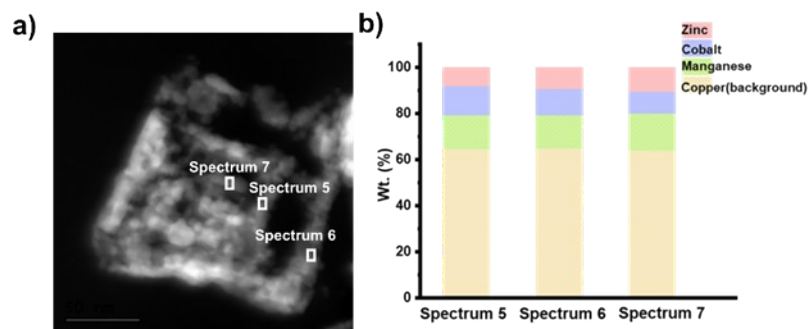 a)
Spectrum 7
Spectrum 5
Spectrum 6
b)
Zinc
Cobalt
Manganese
Copper(background)
Wt. (%)
100
80
60
40
20
0
Spectrum 5 Spectrum 6 Spectrum 7